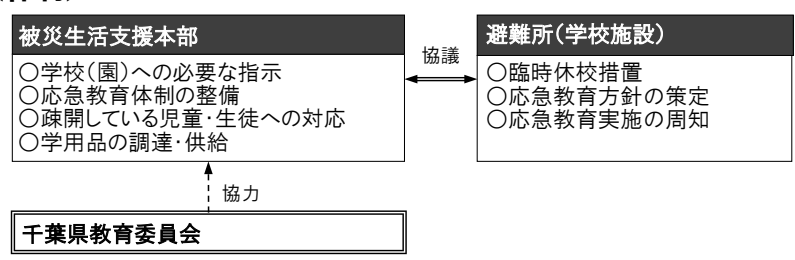 被災生活支援本部
○学校(園)への必要な指示
○応急教育体制の整備
○疎開している児童・生徒への対応
○学用品の調達・供給
協議
避難所(学校施設)
○臨時休校措置
○応急教育方針の策定
○応急教育実施の周知
協力
千葉県教育委員会